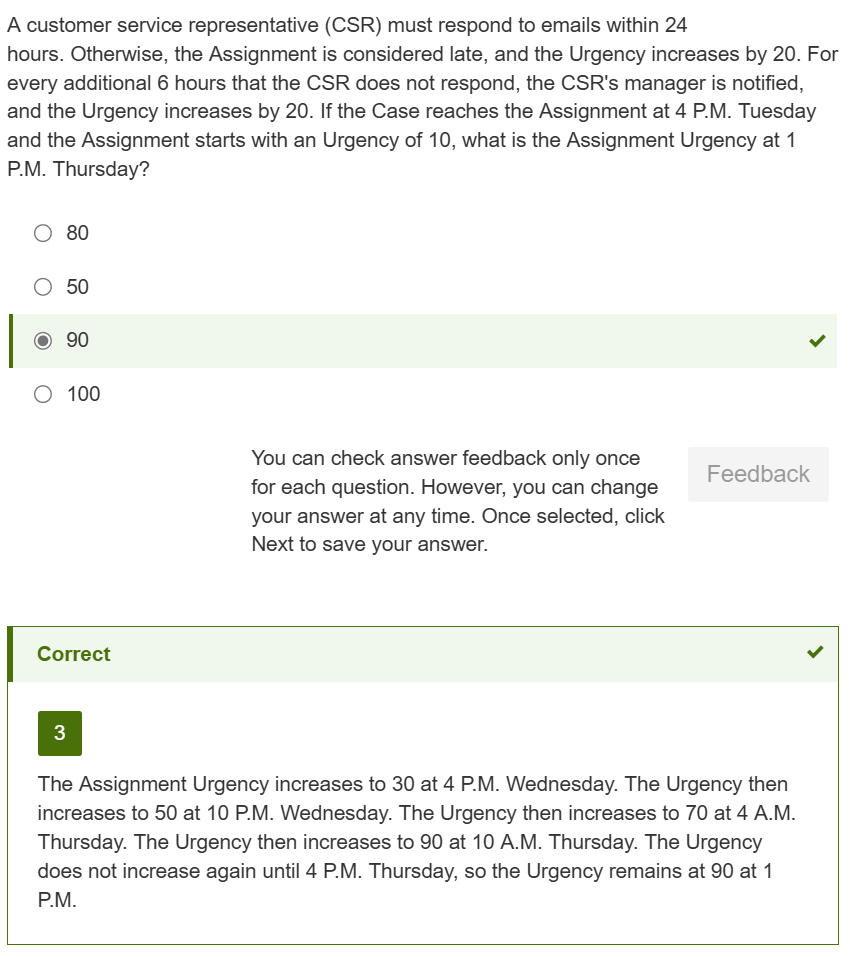 A customer service representative (CSR) must respond to emails within 24
hours. Otherwise, the Assignment is considered late, and the Urgency increases by 20. For
every additional 6 hours that the CSR does not respond, the CSR's manager is notified,
and the Urgency increases by 20. If the Case reaches the Assignment at 4 P.M. Tuesday
and the Assignment starts with an Urgency of 10, what is the Assignment Urgency at 1
P.M. Thursday?
80
50
90
100
You can check answer feedback only once
for each question. However, you can change
your answer at any time. Once selected, click
Next to save your answer.
Feedback
Correct
3
The Assignment Urgency increases to 30 at 4 P.M. Wednesday. The Urgency then
increases to 50 at 10 P.M. Wednesday. The Urgency then increases to 70 at 4 A.M.
Thursday. The Urgency then increases to 90 at 10 A.M. Thursday. The Urgency
does not increase again until 4 P.M. Thursday, so the Urgency remains at 90 at 1
P.M.